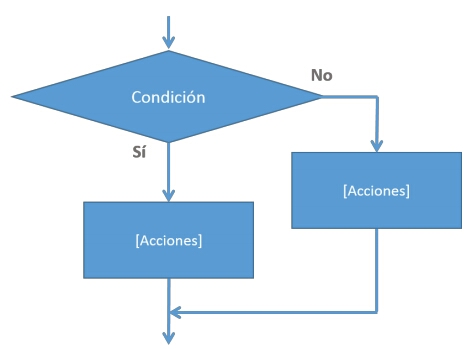 No
Condición
Sí
[Acciones]
[Acciones]